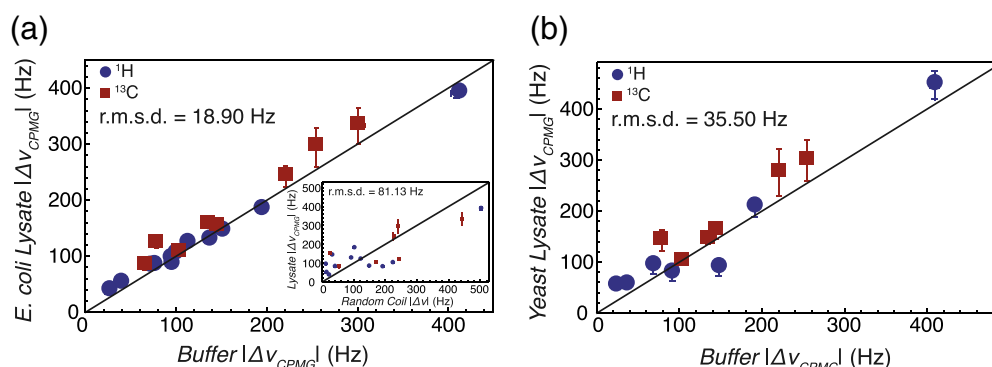 (a)
E. coli Lysate |Δν_CPMG| (Hz)
400
300
200
100
0
0 100 200 300 400
¹H
¹³C
r.m.s.d. = 18.90 Hz
Buffer |Δν_CPMG| (Hz)
r.m.s.d. = 81.13 Hz
Lysate |Δν_CPMG| (Hz)
500
400
300
200
100
0
0 100 200 300 400 500
Random Coil |Δν| (Hz)
(b)
Yeast Lysate |Δν_CPMG| (Hz)
400
300
200
100
0
0 100 200 300 400
¹H
¹³C
r.m.s.d. = 35.50 Hz
Buffer |Δν_CPMG| (Hz)